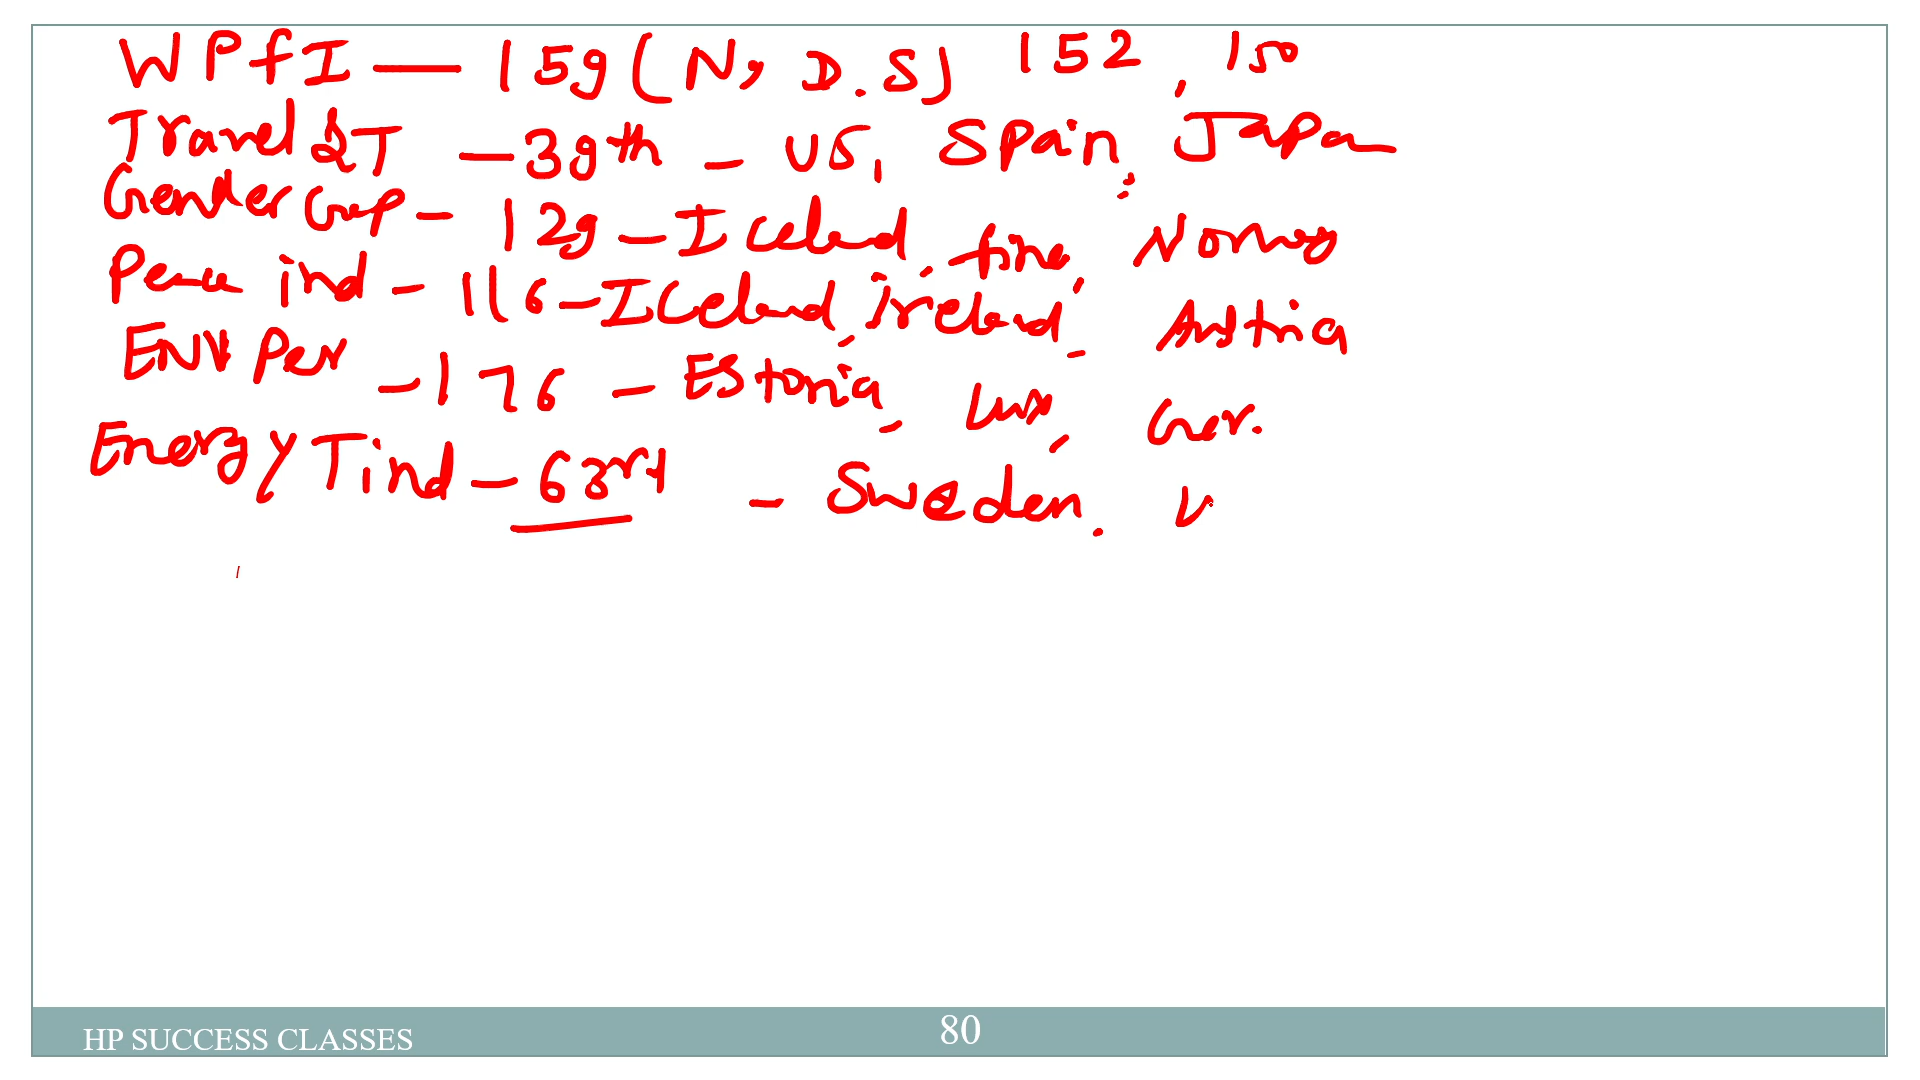 WPfI — 159 (N, D.S) 152, 150
Travel & T — 39th – US, Spain, Japan
Gender Gap – 129 – Iceland, fine, Norway
Peace ind – 116 – Iceland, ireland, Austria
ENV Per – 176 – Estonia, Lux, Ger.
Energy T ind – 63rd – Sweden.
HP SUCCESS CLASSES
80